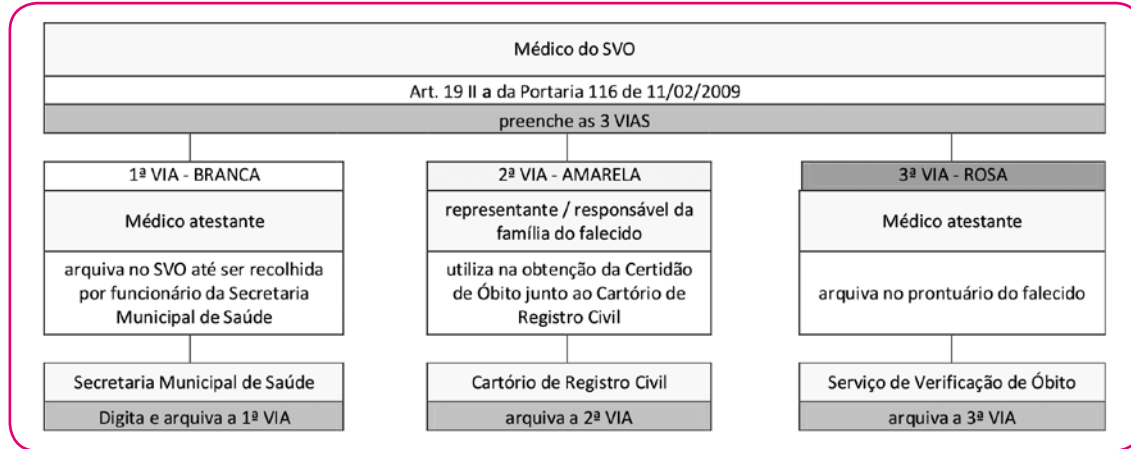 Médico do SVO
Art. 19 II a da Portaria 116 de 11/02/2009
preenche as 3 VIAS
1ª VIA - BRANCA
Médico atestante
arquiva no SVO até ser recolhida
por funcionário da Secretaria
Municipal de Saúde
Secretaria Municipal de Saúde
Digita e arquiva a 1ª VIA
2ª VIA - AMARELA
representante / responsável da
família do falecido
utiliza na obtenção da Certidão
de Óbito junto ao Cartório de
Registro Civil
Cartório de Registro Civil
arquiva a 2ª VIA
3ª VIA - ROSA
Médico atestante
arquiva no prontuário do falecido
Serviço de Verificação de Óbito
arquiva a 3ª VIA